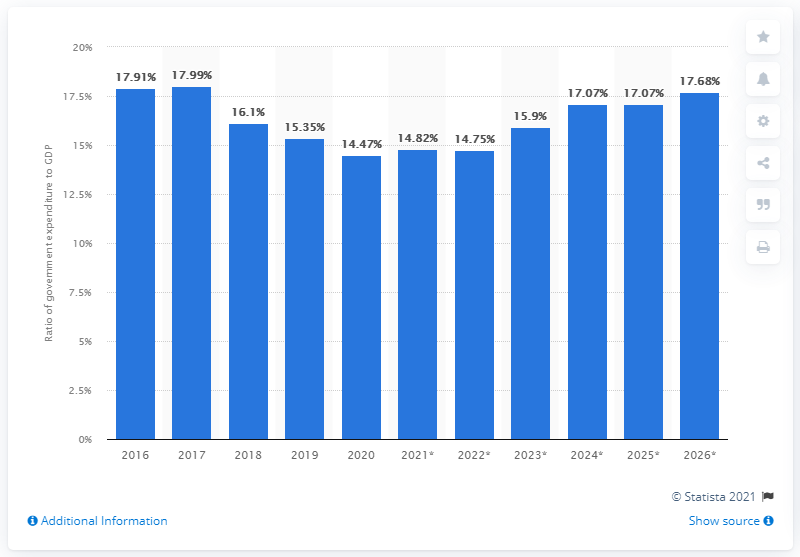 20%
17.5%
15%
12.5%
10%
7.5%
5%
2.5%
0%
Ratio of government expenditure to GDP
17.91% 17.99% 16.1% 15.35% 14.47% 14.82% 14.75% 15.9% 17.07% 17.07% 17.68%
2016 2017 2018 2019 2020 2021* 2022* 2023* 2024* 2025* 2026*
© Statista 2021
Additional Information
Show source